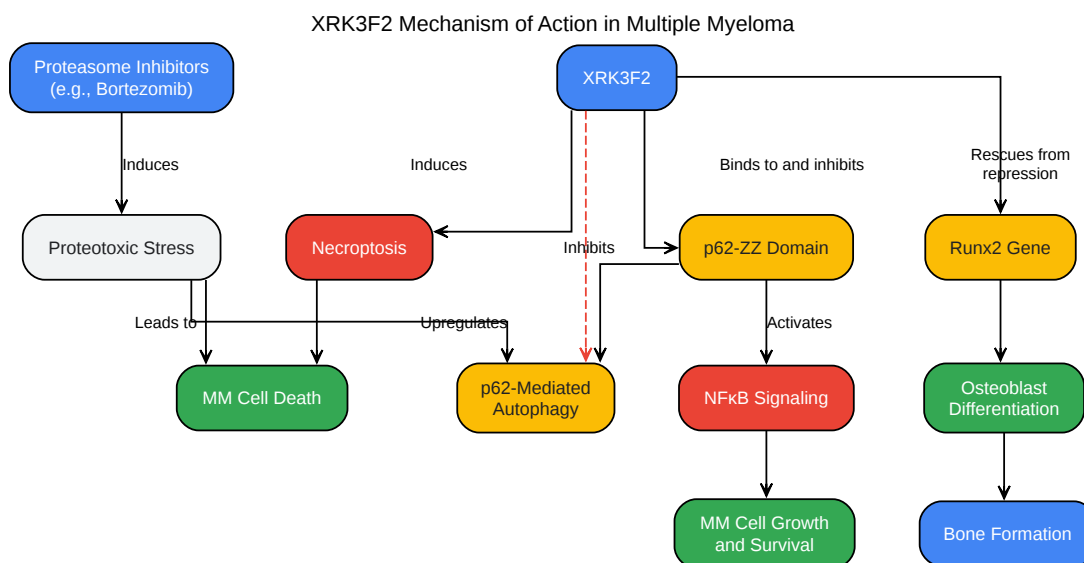 XRK3F2 Mechanism of Action in Multiple Myeloma
Proteasome Inhibitors
(e.g., Bortezomib)
XRK3F2
Induces
Induces
Binds to and inhibits
Rescues from
repression
Proteotoxic Stress
Necroptosis
Inhibits
p62-ZZ Domain
Runx2 Gene
Leads to
Upregulates
Activates
MM Cell Death
p62-Mediated
Autophagy
NFκB Signaling
Osteoblast
Differentiation
MM Cell Growth
and Survival
Bone Formation